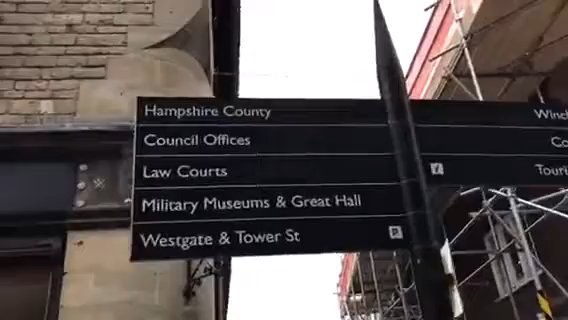 Hampshire County
Council Offices
Law Courts
Military Museums & Great Hall
Westgate & Tower St P
i